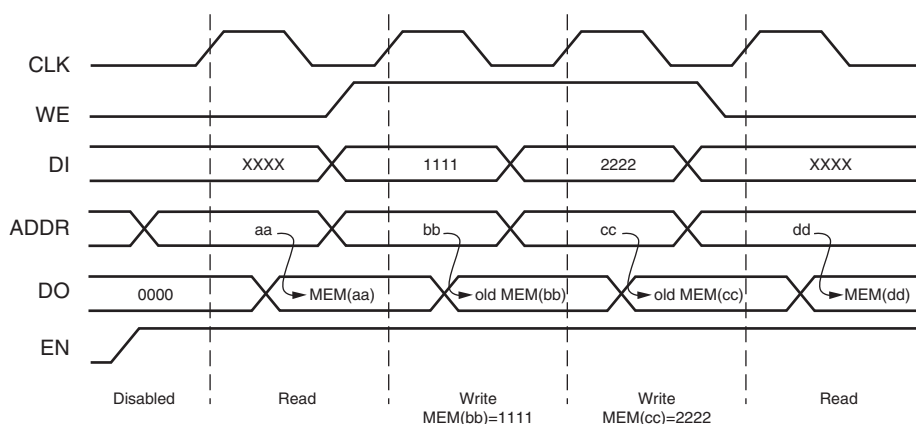 CLK
WE
DI XXXX 1111 2222 XXXX
ADDR aa bb cc dd
DO 0000 MEM(aa) old MEM(bb) old MEM(cc) MEM(dd)
EN
Disabled Read Write Write Read
MEM(bb)=1111 MEM(cc)=2222